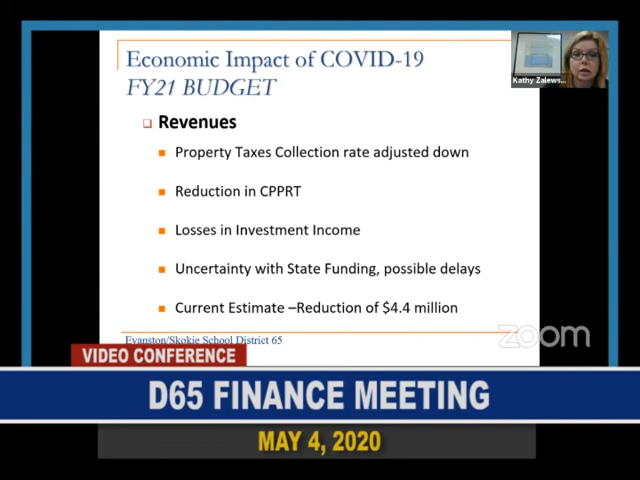 Economic Impact of COVID-19
FY21 BUDGET
Kathy Zalews...
Revenues
Property Taxes Collection rate adjusted down
Reduction in CPPRT
Losses in Investment Income
Uncertainty with State Funding, possible delays
Current Estimate –Reduction of $4.4 million
Evanston/Skokie School District 65
zoom
VIDEO CONFERENCE
D65 FINANCE MEETING
MAY 4, 2020